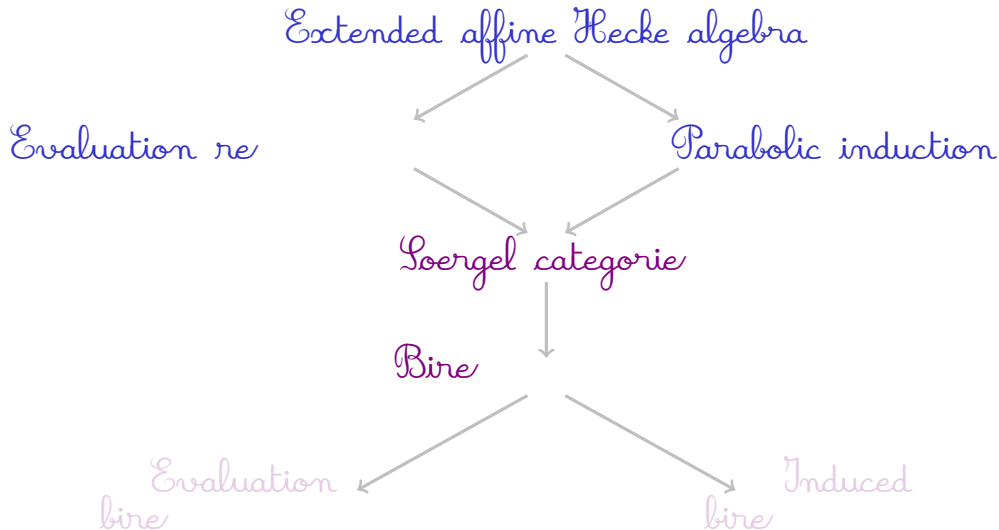 Extended affine Hecke algebra
Evaluation re
Parabolic induction
Soergel categorie
Bire
Evaluation
bire
Induced
bire